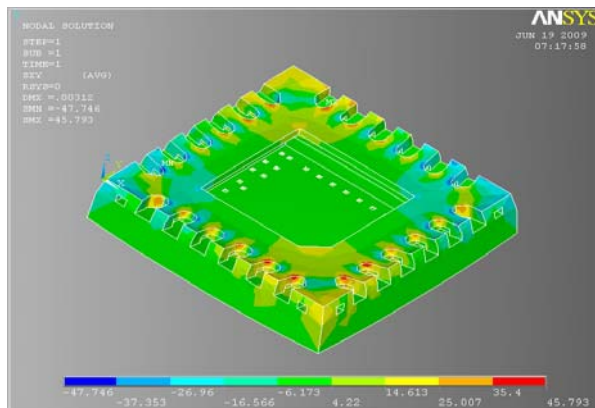 NODAL SOLUTION
STEP=1
SUB =1
TIME=1
SXY (AVG)
RSYS=0
DMX =.00312
SMN =-47.746
SMX =45.793
ANSYS
JUN 19 2009
07:17:58
MX
MN
Z
Y
X
-47.746 -26.96 -6.173 14.613 35.4
-37.353 -16.566 4.22 25.007 45.793